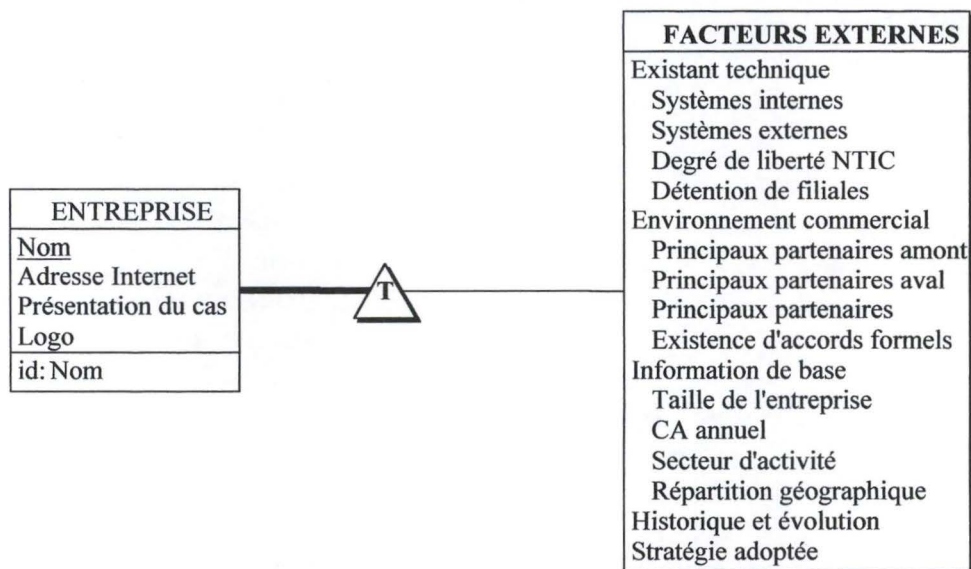 ENTREPRISE
Nom
Adresse Internet
Présentation du cas
Logo
id: Nom
T
FACTEURS EXTERNES
Existant technique
Systèmes internes
Systèmes externes
Degré de liberté NTIC
Détention de filiales
Environnement commercial
Principaux partenaires amont
Principaux partenaires aval
Principaux partenaires
Existence d'accords formels
Information de base
Taille de l'entreprise
CA annuel
Secteur d'activité
Répartition géographique
Historique et évolution
Stratégie adoptée